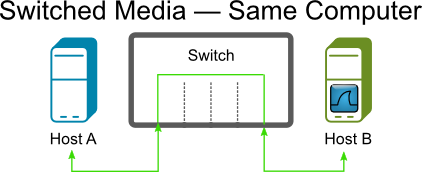 Switched Media — Same Computer
Switch
Host A
Host B